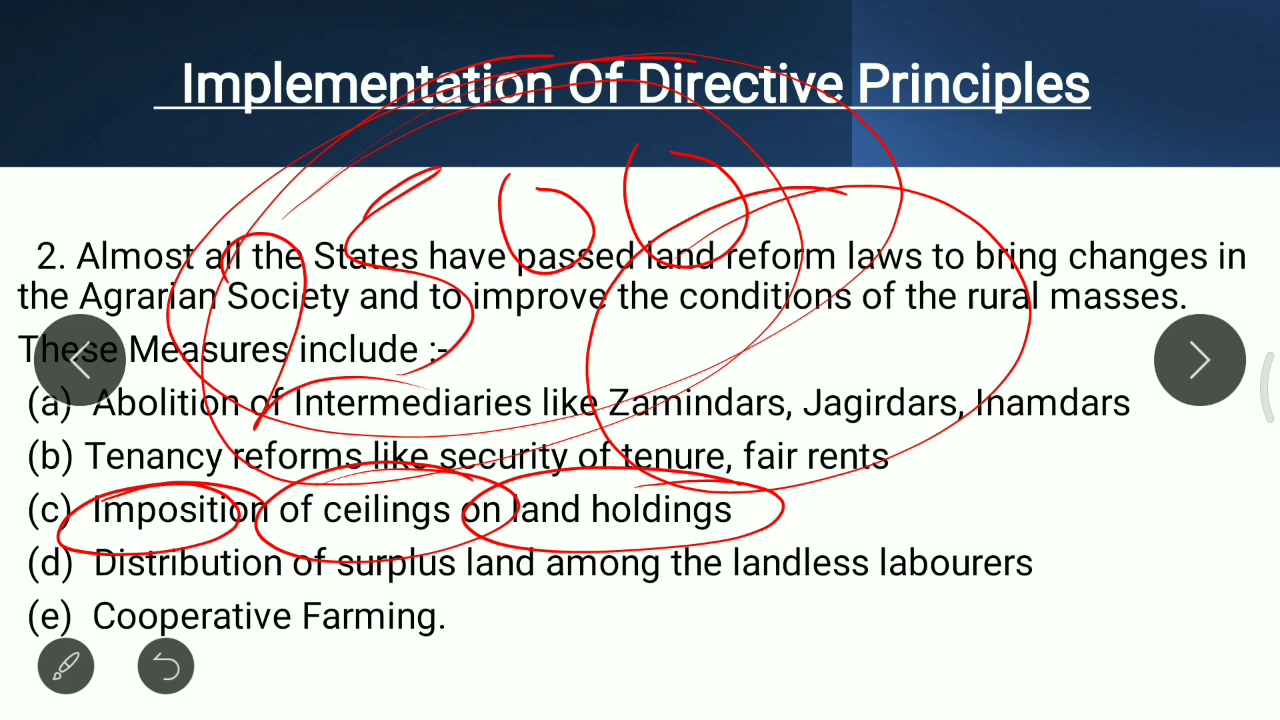 Implementation Of Directive Principles
500
2. Almost all the States have passed land reform laws to bring changes in
the Agrarian Society and to improve the conditions of the rural masses.
These Measures include :-
(a) Abolition of Intermediaries like Zamindars, Jagirdars, Inamdars
(b) Tenancy reforms like security of tenure, fair rents
(c) Imposition of ceilings on land holdings
(d) Distribution of surplus land among the landless labourers
(e) Cooperative Farming.